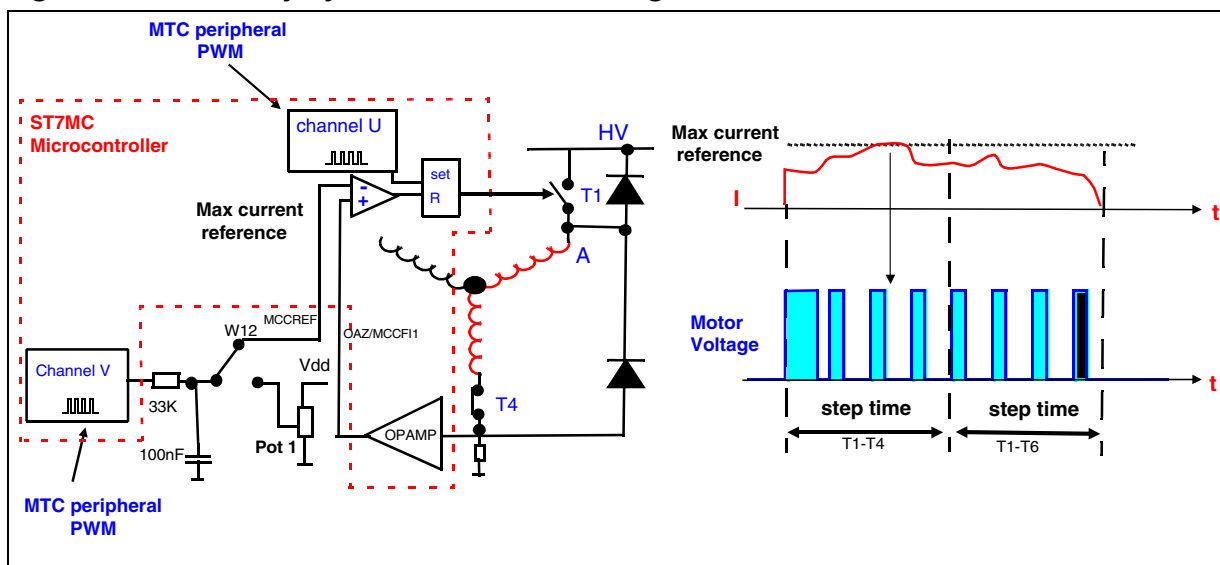 MTC peripheral
PWM
ST7MC
Microcontroller
channel U
set
R
HV
T1
Max current
reference
-
+
A
W12
MCCREF
OAZ/MCCFI1
Channel V
33K
100nF
Vdd
Pot 1
OPAMP
T4
MTC peripheral
PWM
Max current
reference
I
t
Motor
Voltage
t
step time
step time
T1-T4
T1-T6